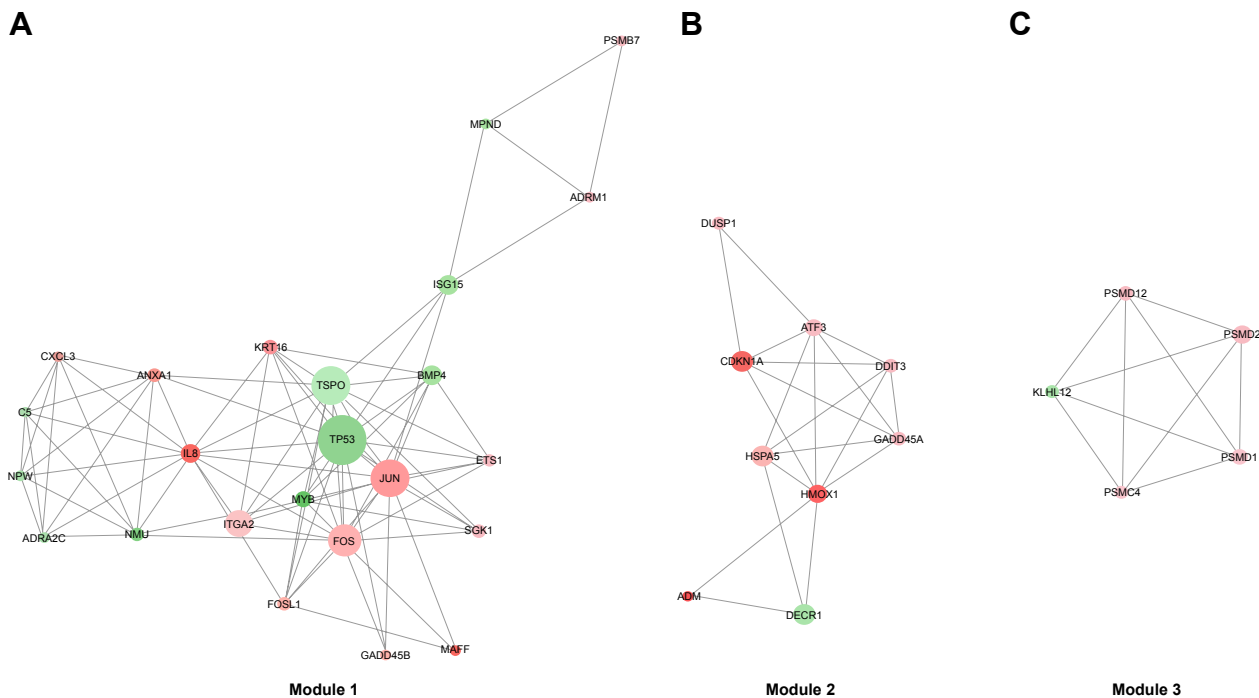 A
B
C
PSMB7
MPND
ADRM1
ISG15
CXCL3
ANXA1
KRT16
TSPO
BMP4
C5
TP53
IL8
NPW
JUN
ETS1
MYB
ITGA2
SGK1
ADRA2C
NMU
FOS
FOSL1
GADD45B
MAFF
Module 1
DUSP1
ATF3
CDKN1A
DDIT3
GADD45A
HSPA5
HMOX1
ADM
DECR1
Module 2
PSMD12
PSMD2
KLHL12
PSMD1
PSMC4
Module 3